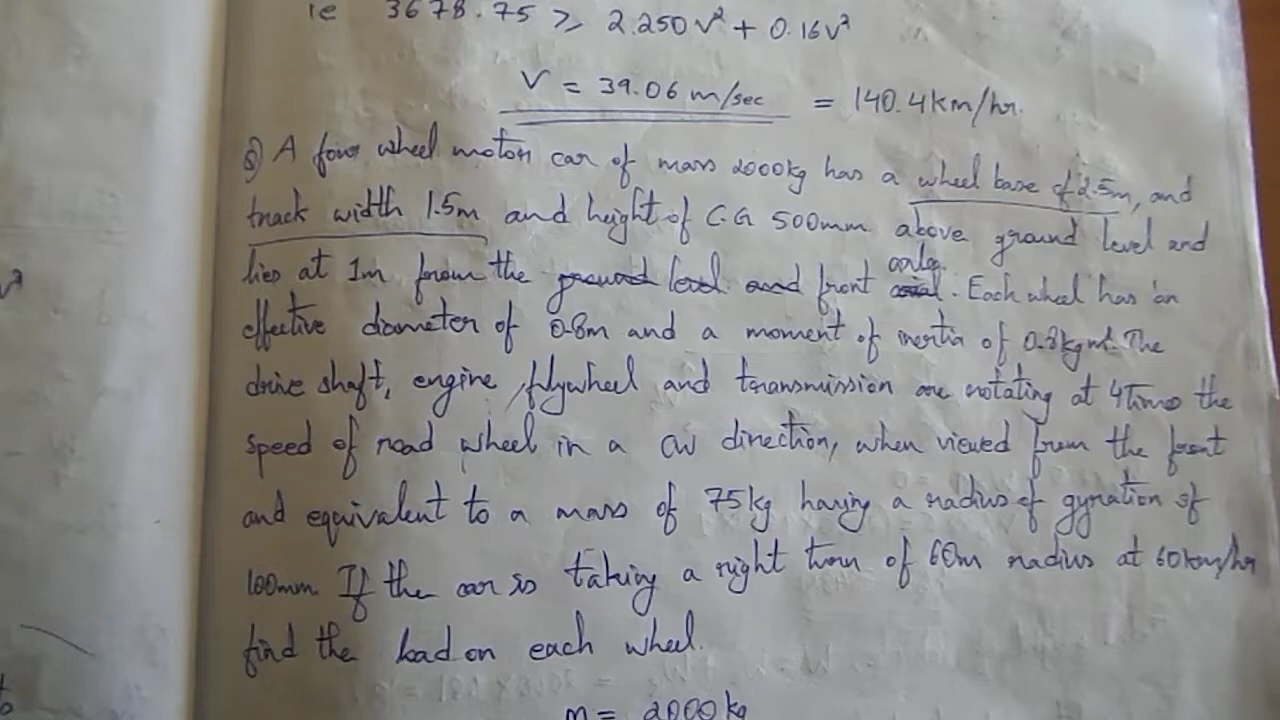 ie 3678.75 ≥ 2.250 v² + 0.16v²
V = 39.06 m/sec = 140.4 km/hr.
8) A four wheel motor car of mass 2000kg has a wheel base of 2.5m, and
track width 1.5m and height of C.G 500mm above ground level and
lies at 1m from the ground level and front axle. Each wheel has an
effective diameter of 0.8m and a moment of inertia of 0.8kgm². The
drive shaft, engine flywheel and transmission are rotating at 4 times the
speed of road wheel in a cw direction, when viewed from the front
and equivalent to a mass of 75kg having a radius of gyration of
100mm. If the car is taking a right turn of 60m radius at 60km/hr
find the load on each wheel.
m = 2000 kg